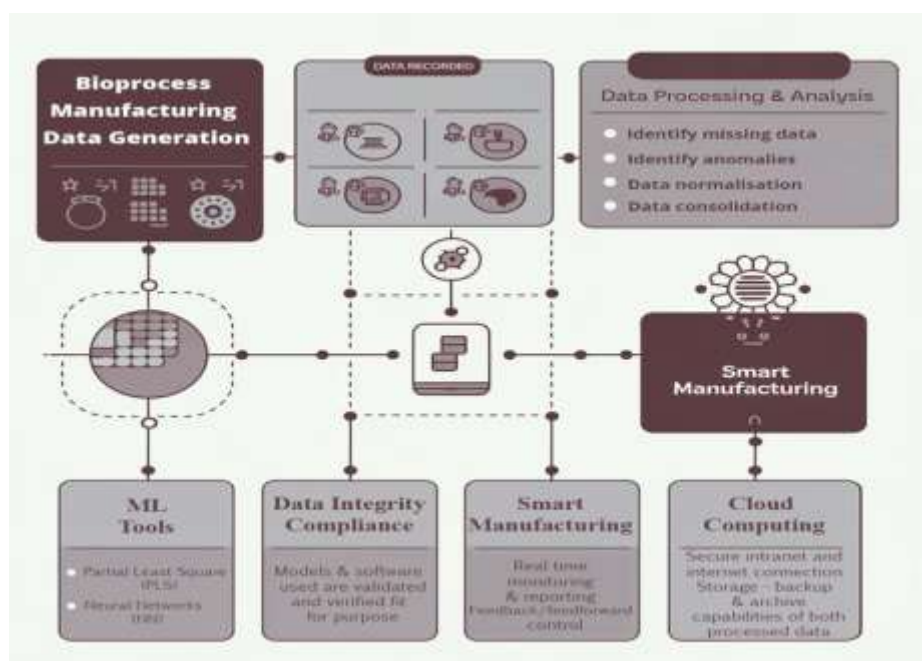 Bioprocess
Manufacturing
Data Generation
DATA RECORDED
Data Processing & Analysis
Identify missing data
Identify anomalies
Data normalisation
Data consolidation
Smart
Manufacturing
ML
Tools
Partial Least Square
(PLS)
Neural Networks
Data Integrity
Compliance
Models & software
used are validated
and verified fit
for purpose
Smart
Manufacturing
Real time
monitoring
& reporting
Feedback/feedforward
control
Cloud
Computing
Secure intranet and
internet connection
Storage - backup
& archive
capabilities of both
processed data